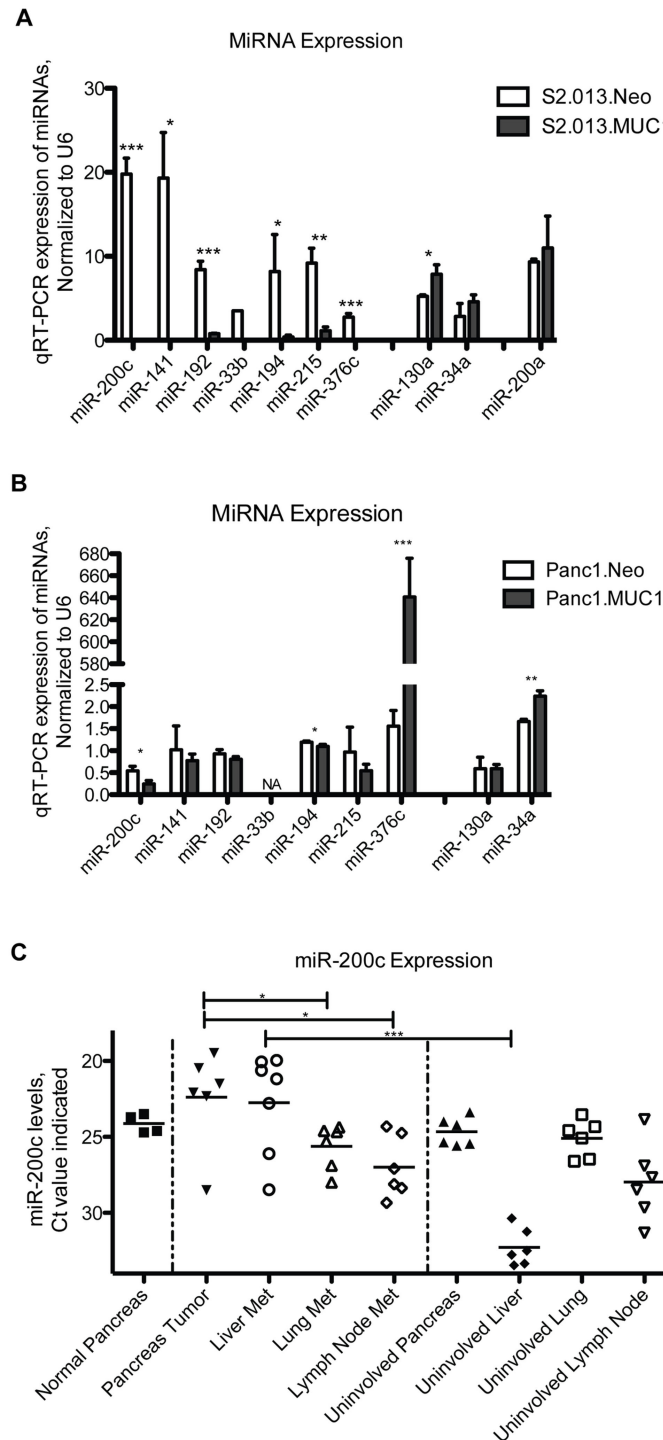 A
MiRNA Expression
qRT-PCR expression of miRNAs,
Normalized to U6
30
20
10
0
S2.013.Neo
S2.013.MUC1
***
*
***
*
**
***
*
miR-200c
miR-141
miR-192
miR-33b
miR-194
miR-215
miR-376c
miR-130a
miR-34a
miR-200a
B
MiRNA Expression
qRT-PCR expression of miRNAs,
Normalized to U6
680
660
640
620
600
580
2.5
2.0
1.5
1.0
0.5
0.0
Panc1.Neo
Panc1.MUC1
*
NA
*
***
**
miR-200c
miR-141
miR-192
miR-33b
miR-194
miR-215
miR-376c
miR-130a
miR-34a
C
miR-200c Expression
*
*
***
miR-200c levels,
Ct value indicated
20
25
30
Normal Pancreas
Pancreas Tumor
Liver Met
Lung Met
Lymph Node Met
Uninvolved Pancreas
Uninvolved Liver
Uninvolved Lung
Uninvolved Lymph Node